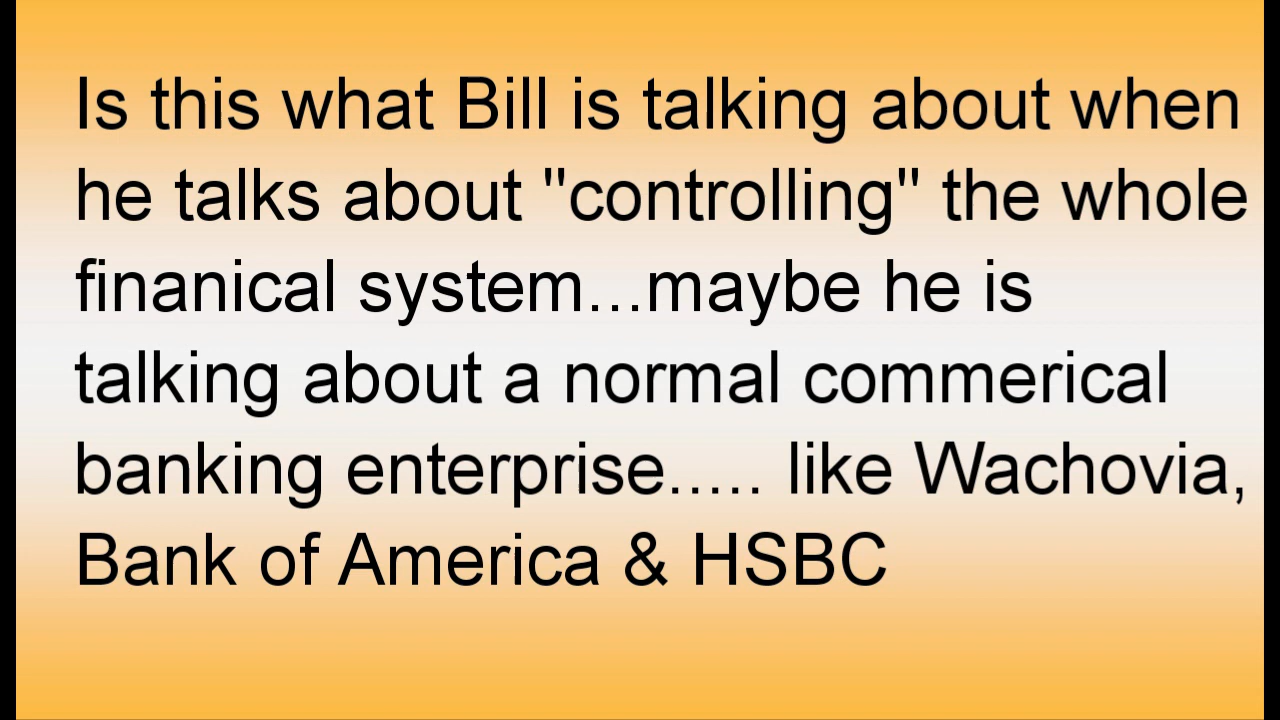 Is this what Bill is talking about when
he talks about "controlling" the whole
finanical system...maybe he is
talking about a normal commerical
banking enterprise..... like Wachovia,
Bank of America & HSBC